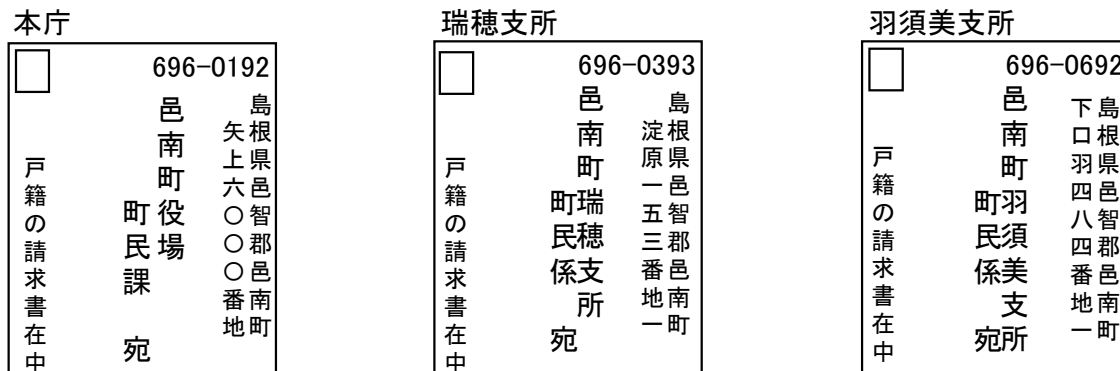 本庁
696-0192
島根県邑智郡邑南町
矢上六〇〇〇番地
邑南町役場
町民課 宛
戸籍の請求書在中
瑞穂支所
696-0393
島根県邑智郡邑南町
淀原一五三番地一
邑南町瑞穂支所
町民係 宛
戸籍の請求書在中
羽須美支所
696-0692
島根県邑智郡邑南町
下口羽四八四番地一
邑南町羽須美支所
町民係 宛
戸籍の請求書在中